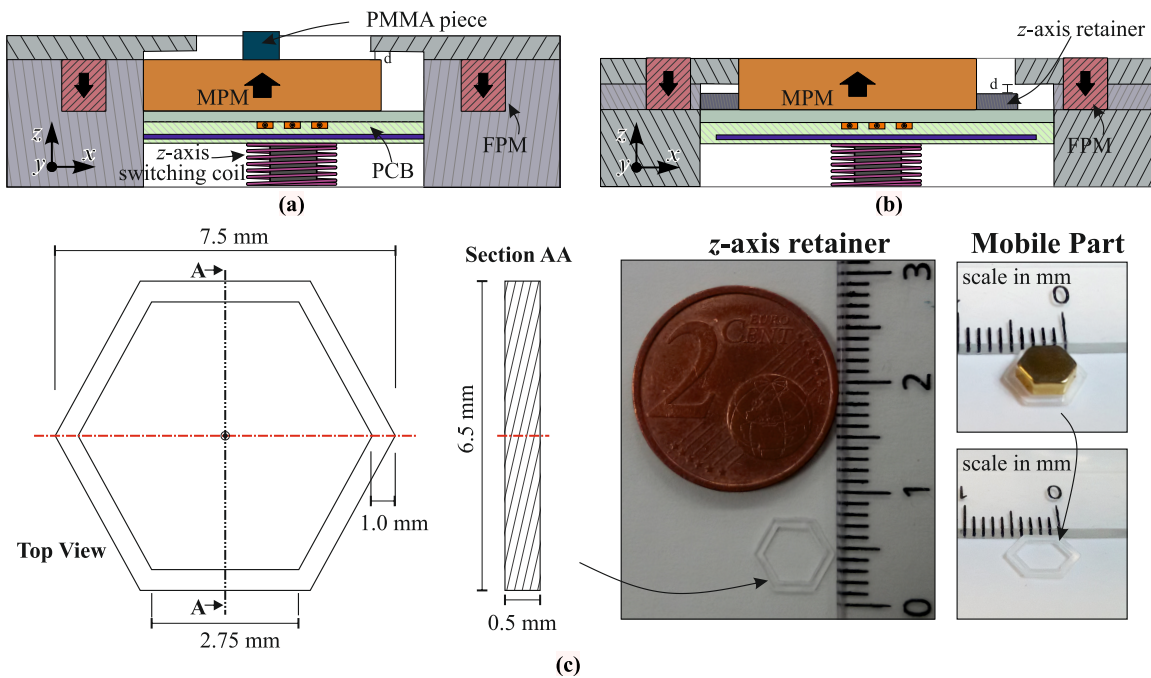 PMMA piece
d
MPM
FPM
z
y
x
z-axis
switching coil
PCB
(a)
z-axis retainer
d
MPM
FPM
z
y
x
(b)
7.5 mm
A
A
Top View
1.0 mm
2.75 mm
Section AA
6.5 mm
0.5 mm
z-axis retainer
2
EURO
CENT
3
2
1
0
Mobile Part
scale in mm
0
scale in mm
1
0
(c)